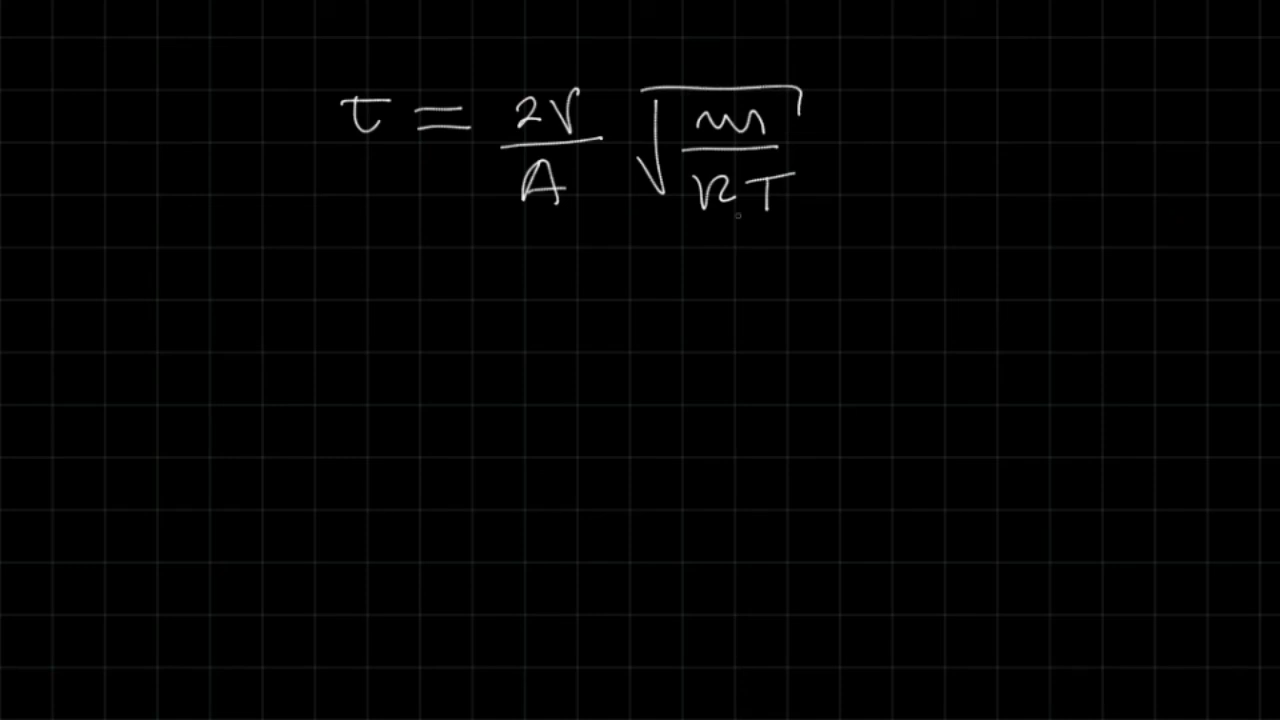 τ = 2V/A √(m/kT)